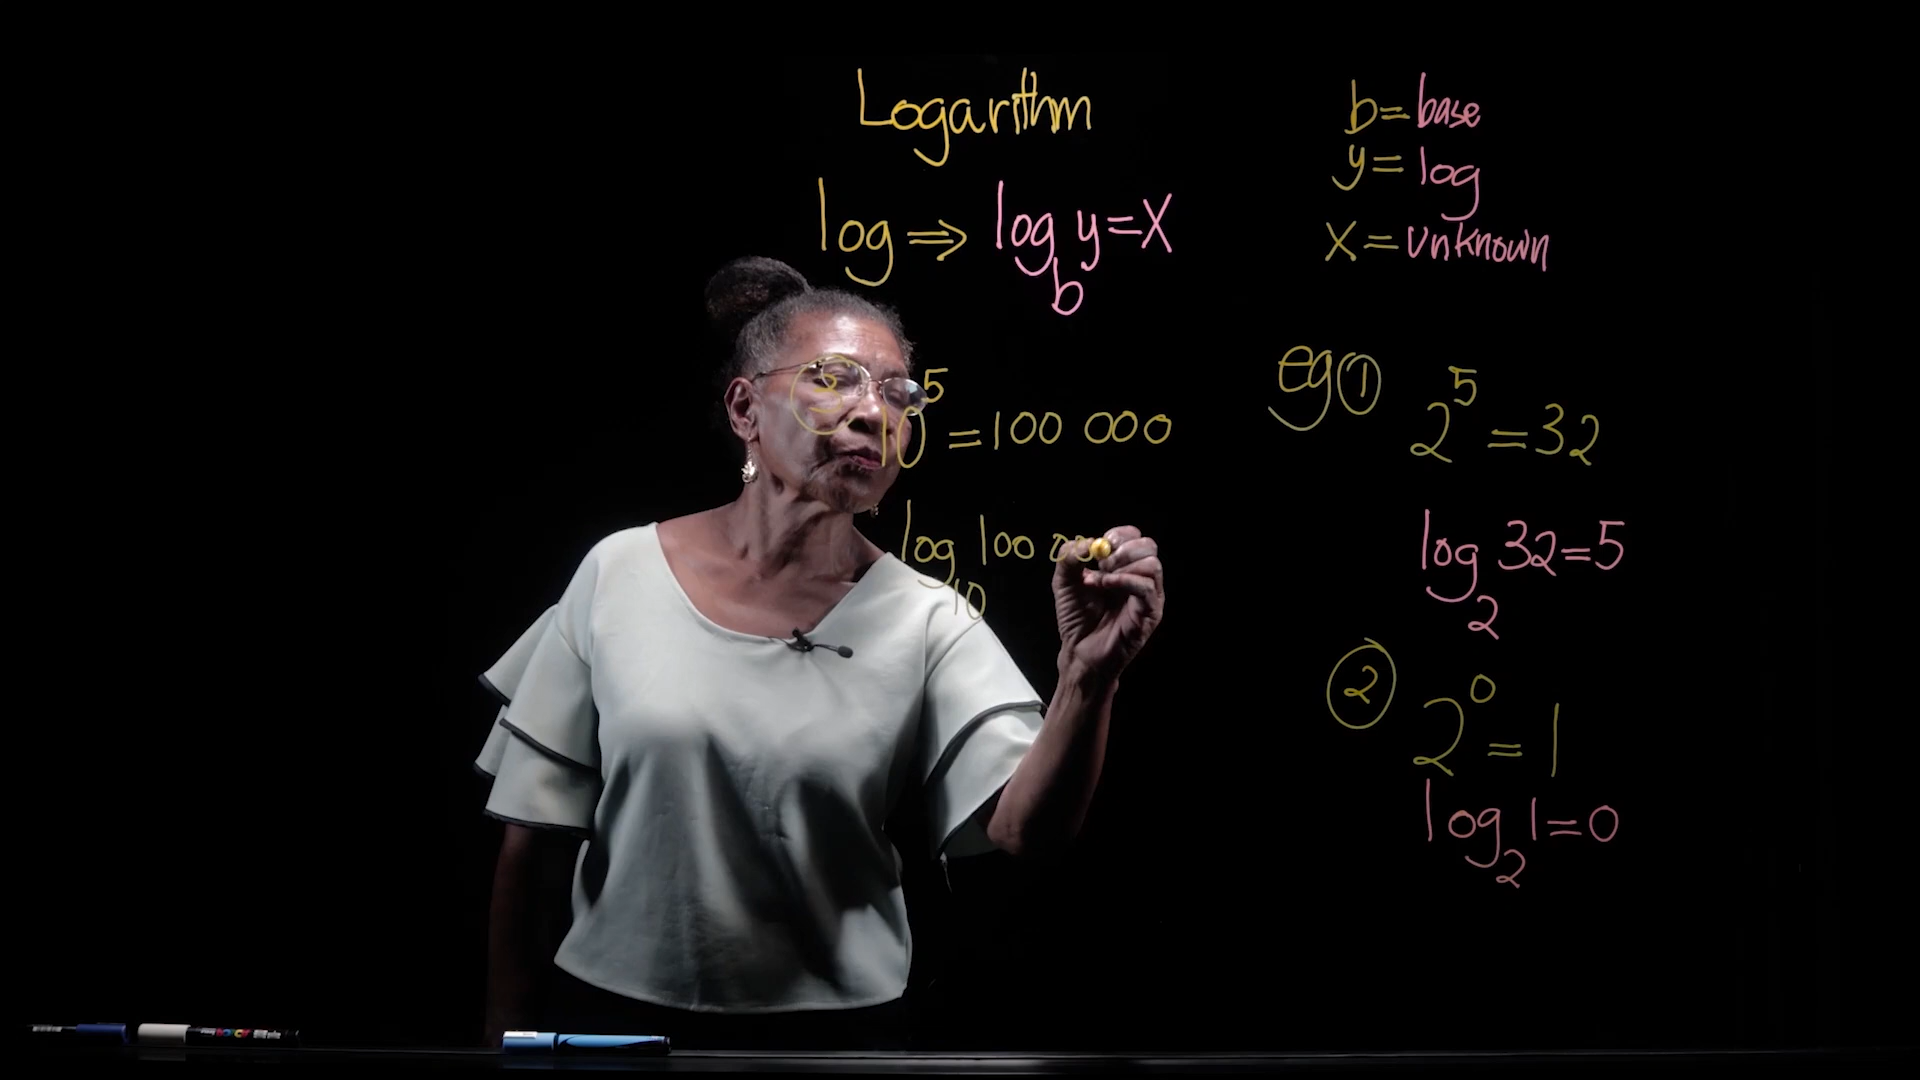 Logarithm
log ⇒ log_b y=x
b=base
y=log
x=unknown
③ 10^5 =100 000
log_10 100 00
eg ① 2^5 =32
log_2 32=5
② 2^0 =1
log_2 1=0